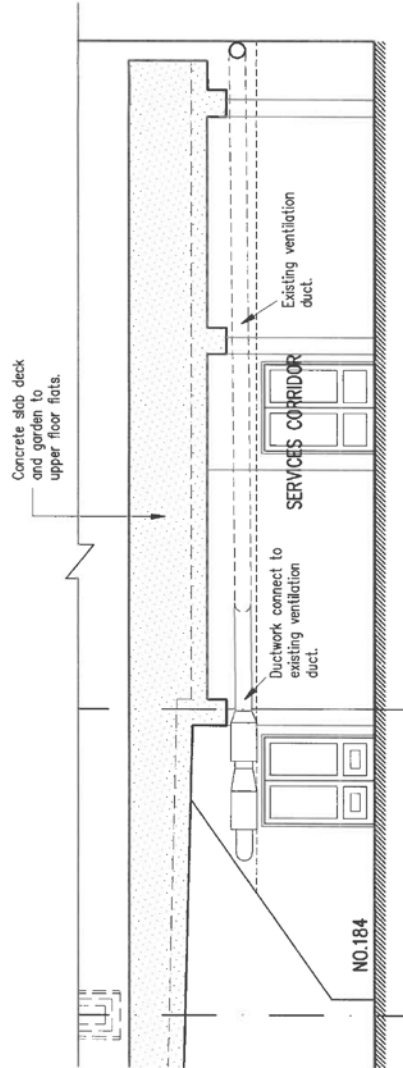 Concrete slab deck
and garden to
upper floor flats.
Existing ventilation
duct.
SERVICES CORRIDOR
Ductwork connect to
existing ventilation
duct.
NO.184